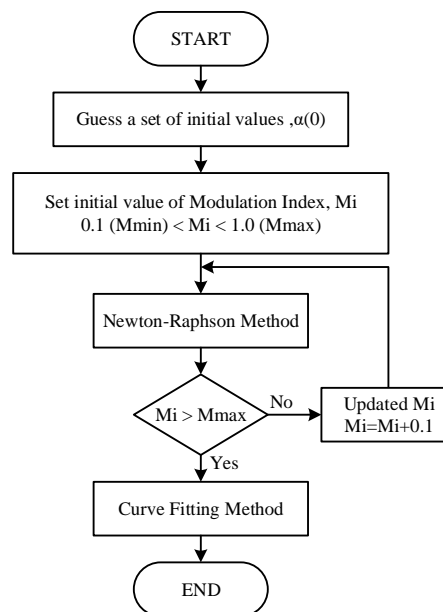 START
Guess a set of initial values ,α(0)
Set initial value of Modulation Index, Mi
0.1 (Mmin) < Mi < 1.0 (Mmax)
Newton-Raphson Method
Mi > Mmax
No
Updated Mi
Mi=Mi+0.1
Yes
Curve Fitting Method
END